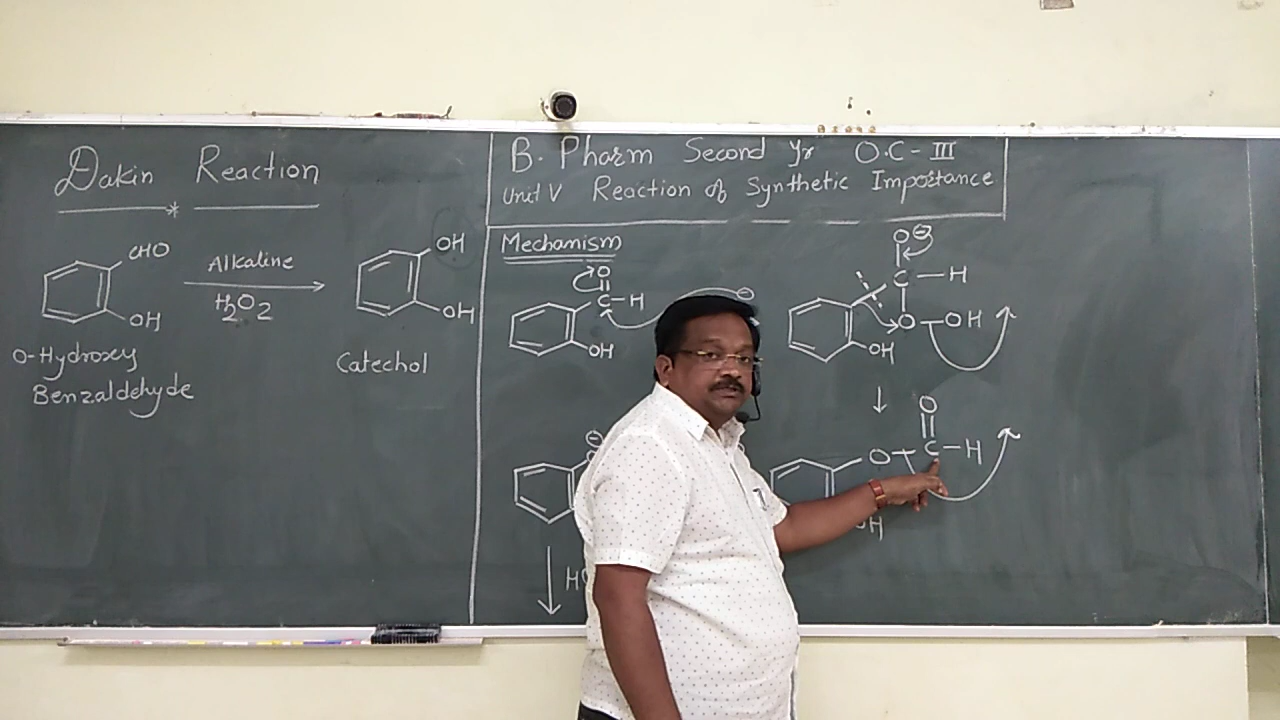 Dakin Reaction
CHO
OH
Alkaline
H2O2
OH
OH
O-Hydroxy
Benzaldehyde
Catechol
B. Pharm Second Yr O.C-III
Unit V Reaction of Synthetic Importance
Mechanism
O
C-H
OH
⊖
O⊖
C-H
O-OH
OH
↓
O
O-C-H
OH
⊖